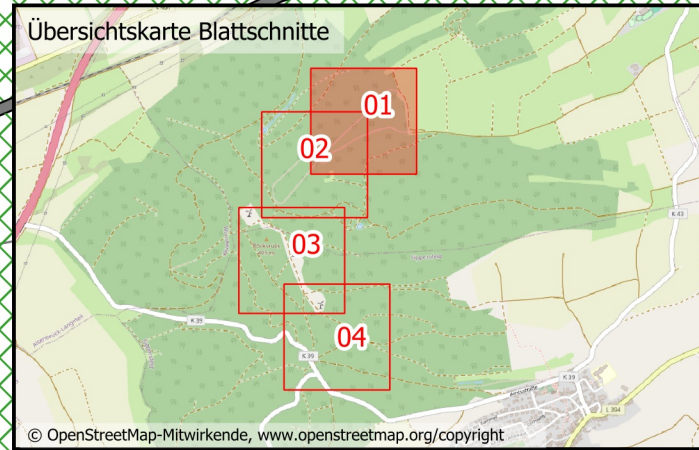 Übersichtskarte Blattschnitte
01
02
K 43
03
K 39
04
K 39
K 39
L 394
© OpenStreetMap-Mitwirkende, www.openstreetmap.org/copyright